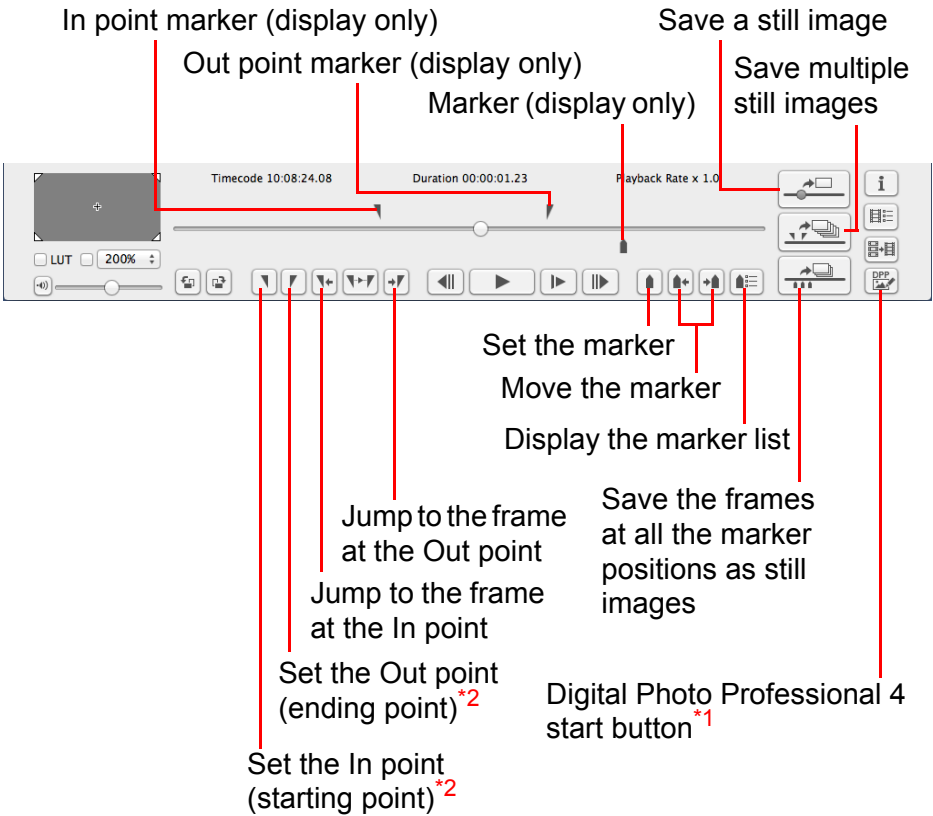 In point marker (display only)
Save a still image
Out point marker (display only)
Save multiple
still images
Marker (display only)
Timecode 10:08:24.08
Duration 00:00:01.23
Playback Rate x 1.0
i
LUT
200%
DPP
Set the marker
Move the marker
Display the marker list
Jump to the frame
at the Out point
Save the frames
at all the marker
positions as still
images
Jump to the frame
at the In point
Set the Out point
(ending point)*2
Digital Photo Professional 4
start button*1
Set the In point
(starting point)*2